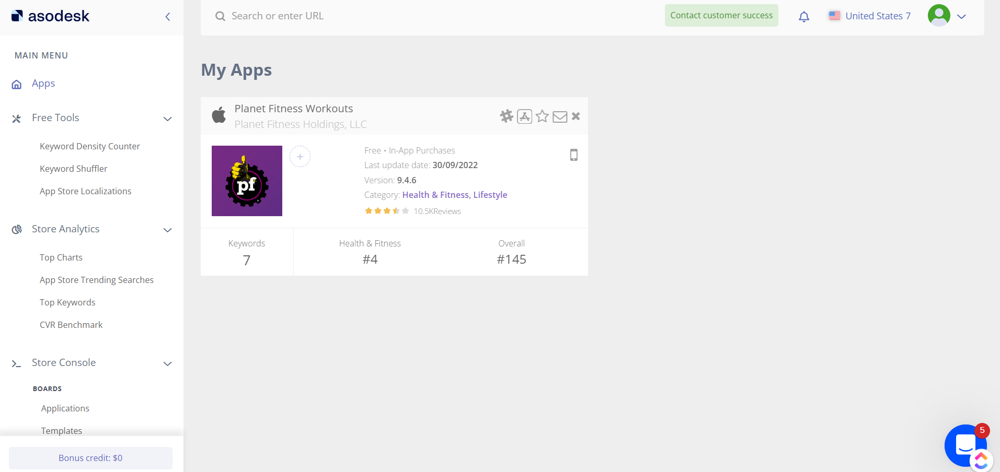 asodesk
Search or enter URL
Contact customer success
United States 7
MAIN MENU
Apps
Free Tools
Keyword Density Counter
Keyword Shuffler
App Store Localizations
Store Analytics
Top Charts
App Store Trending Searches
Top Keywords
CVR Benchmark
Store Console
BOARDS
Applications
Templates
Bonus credit: $0
My Apps
Planet Fitness Workouts
Planet Fitness Holdings, LLC
pf
Free • In-App Purchases
Last update date: 30/09/2022
Version: 9.4.6
Category: Health & Fitness, Lifestyle
10.5KReviews
Keywords
7
Health & Fitness
#4
Overall
#145
5